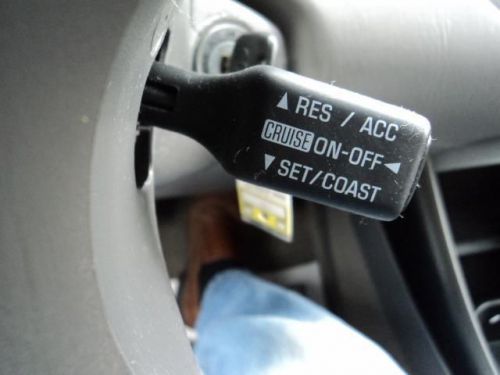 ▲ RES / ACC
CRUISE ON-OFF ◄
▼ SET/COAST